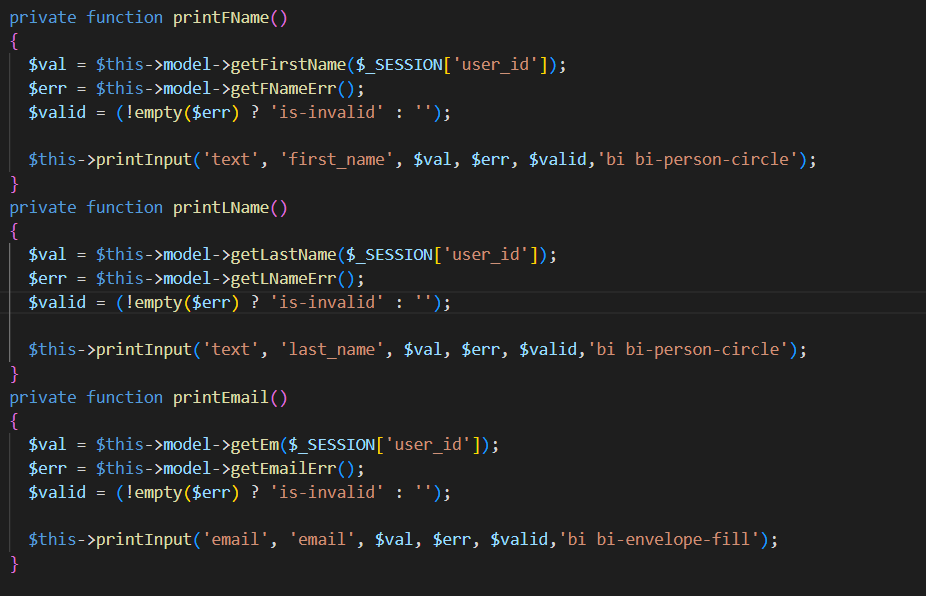 private function printFName()
{
  $val = $this->model->getFirstName($_SESSION['user_id']);
  $err = $this->model->getFNameErr();
  $valid = (!empty($err) ? 'is-invalid' : '');

  $this->printInput('text', 'first_name', $val, $err, $valid,'bi bi-person-circle');
}
private function printLName()
{
  $val = $this->model->getLastName($_SESSION['user_id']);
  $err = $this->model->getLNameErr();
  $valid = (!empty($err) ? 'is-invalid' : '');

  $this->printInput('text', 'last_name', $val, $err, $valid,'bi bi-person-circle');
}
private function printEmail()
{
  $val = $this->model->getEm($_SESSION['user_id']);
  $err = $this->model->getEmailErr();
  $valid = (!empty($err) ? 'is-invalid' : '');

  $this->printInput('email', 'email', $val, $err, $valid,'bi bi-envelope-fill');
}